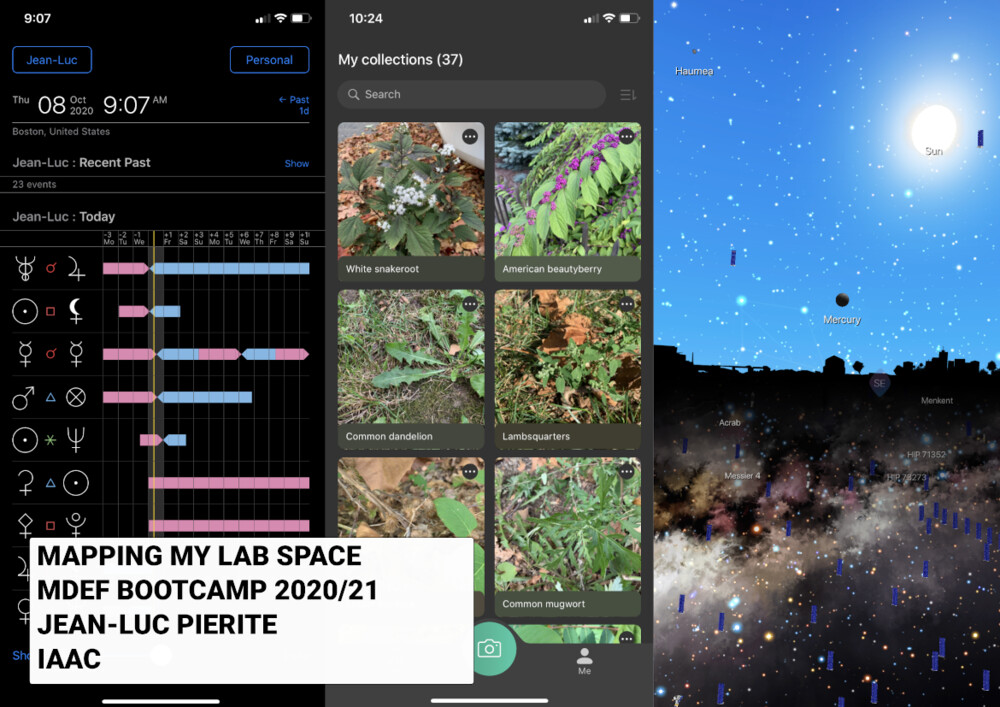 9:07
Jean-Luc
Personal
Thu 08 Oct 2020 9:07 AM
← Past 1d
Boston, United States
Jean-Luc : Recent Past
Show
23 events
Jean-Luc : Today
-3 -2 -1 +1 +2 +3 +4 +5 +6 +7 +8 +9 +10
Mo Tu We Fr Sa Su Mo Tu We Th Fr Sa Su
MAPPING MY LAB SPACE
MDEF BOOTCAMP 2020/21
JEAN-LUC PIERITE
IAAC
10:24
My collections (37)
Search
White snakeroot
American beautyberry
Common dandelion
Lambsquarters
Common mugwort
Me
Haumea
Sun
Mercury
SE
Menkent
Acrab
HIP 71352
Messier 4